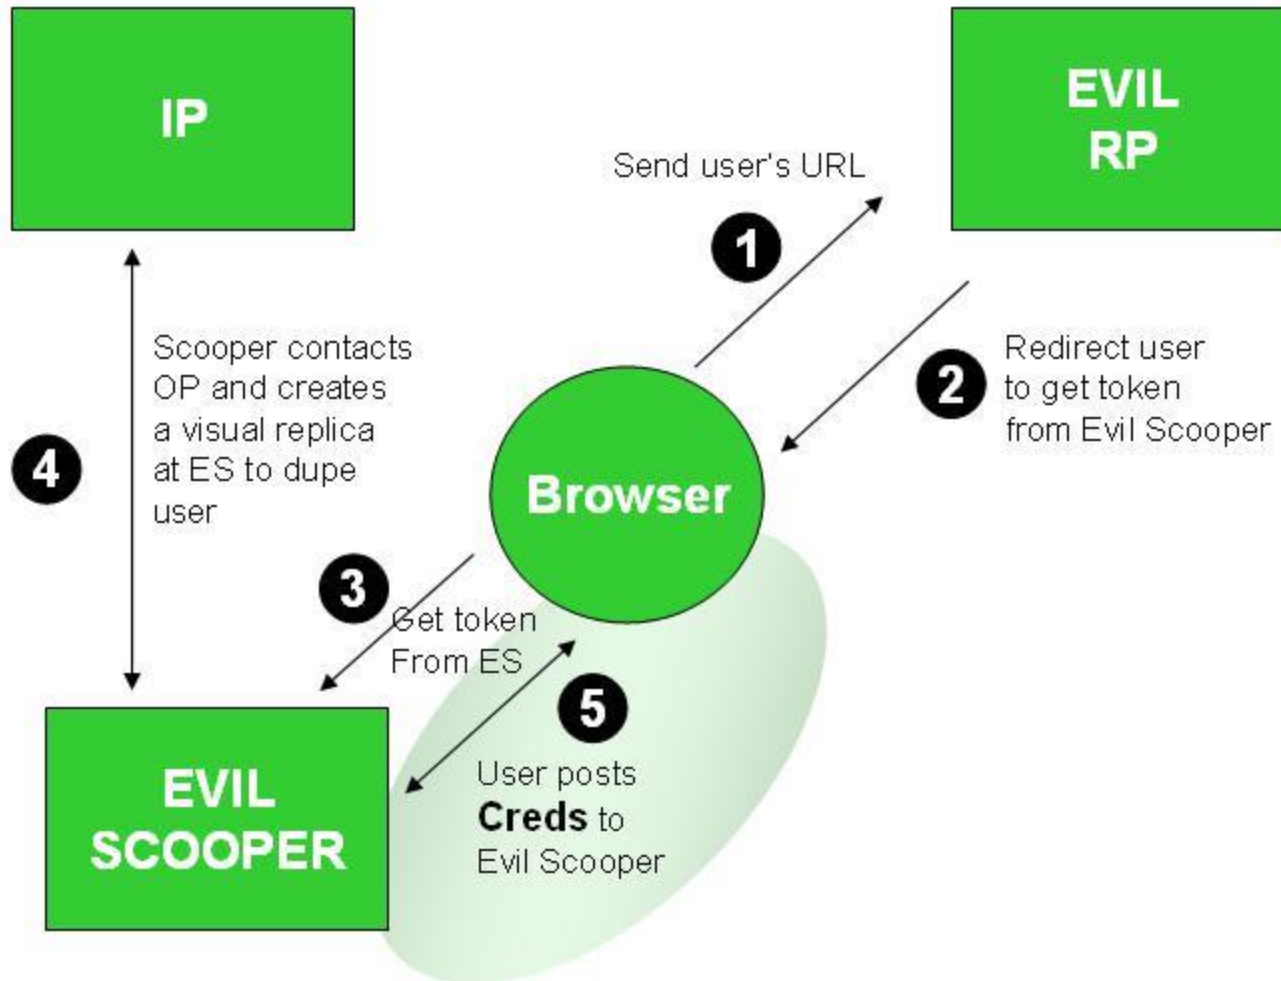 IP
EVIL
RP
Send user's URL
1
2
Redirect user
to get token
from Evil Scooper
Scooper contacts
OP and creates
a visual replica
at ES to dupe
user
4
Browser
3
Get token
From ES
5
User posts
Creds to
Evil Scooper
EVIL
SCOOPER